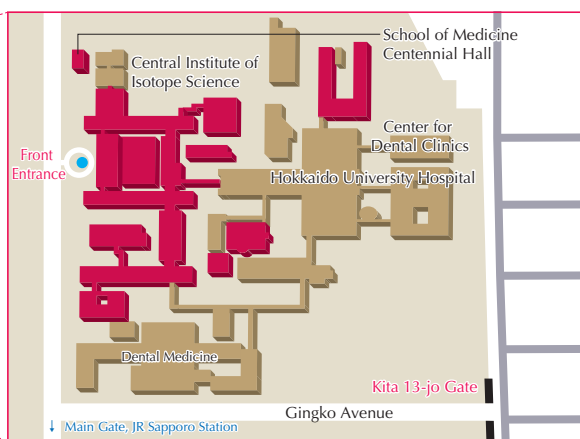 School of Medicine
Centennial Hall
Central Institute of
Isotope Science
Center for
Dental Clinics
Front
Entrance
Hokkaido University Hospital
Dental Medicine
Kita 13-jo Gate
Gingko Avenue
↓ Main Gate, JR Sapporo Station